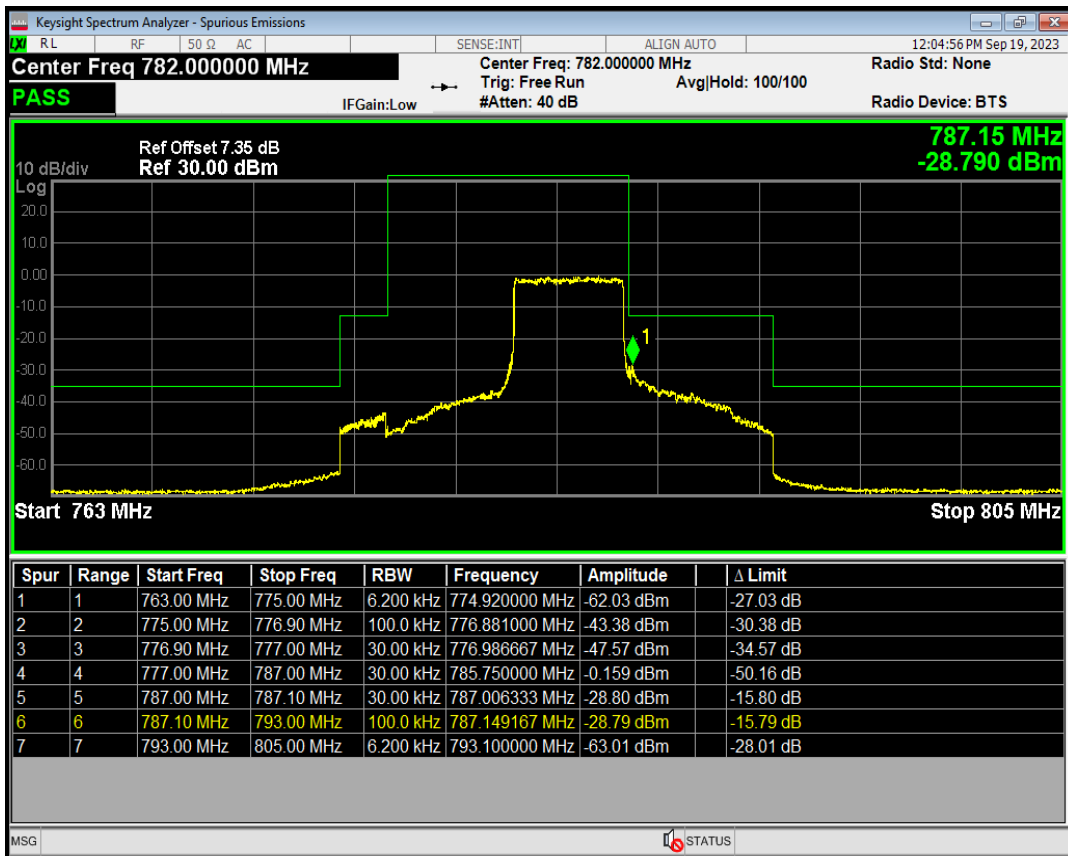 Keysight Spectrum Analyzer - Spurious Emissions
LXI RL RF 50 Ω AC SENSE:INT ALIGN AUTO 12:04:56 PM Sep 19, 2023
Center Freq 782.000000 MHz Center Freq: 782.000000 MHz Radio Std: None
Trig: Free Run Avg|Hold: 100/100
PASS IFGain:Low #Atten: 40 dB Radio Device: BTS
787.15 MHz
Ref Offset 7.35 dB
10 dB/div Ref 30.00 dBm -28.790 dBm
Log
20.0
10.0
0.00
-10.0
-20.0
1
-30.0
-40.0
-50.0
-60.0
Start 763 MHz Stop 805 MHz
Spur Range Start Freq Stop Freq RBW Frequency Amplitude Δ Limit
1 1 763.00 MHz 775.00 MHz 6.200 kHz 774.920000 MHz -62.03 dBm -27.03 dB
2 2 775.00 MHz 776.90 MHz 100.0 kHz 776.881000 MHz -43.38 dBm -30.38 dB
3 3 776.90 MHz 777.00 MHz 30.00 kHz 776.986667 MHz -47.57 dBm -34.57 dB
4 4 777.00 MHz 787.00 MHz 30.00 kHz 785.750000 MHz -0.159 dBm -50.16 dB
5 5 787.00 MHz 787.10 MHz 30.00 kHz 787.006333 MHz -28.80 dBm -15.80 dB
6 6 787.10 MHz 793.00 MHz 100.0 kHz 787.149167 MHz -28.79 dBm -15.79 dB
7 7 793.00 MHz 805.00 MHz 6.200 kHz 793.100000 MHz -63.01 dBm -28.01 dB
MSG STATUS